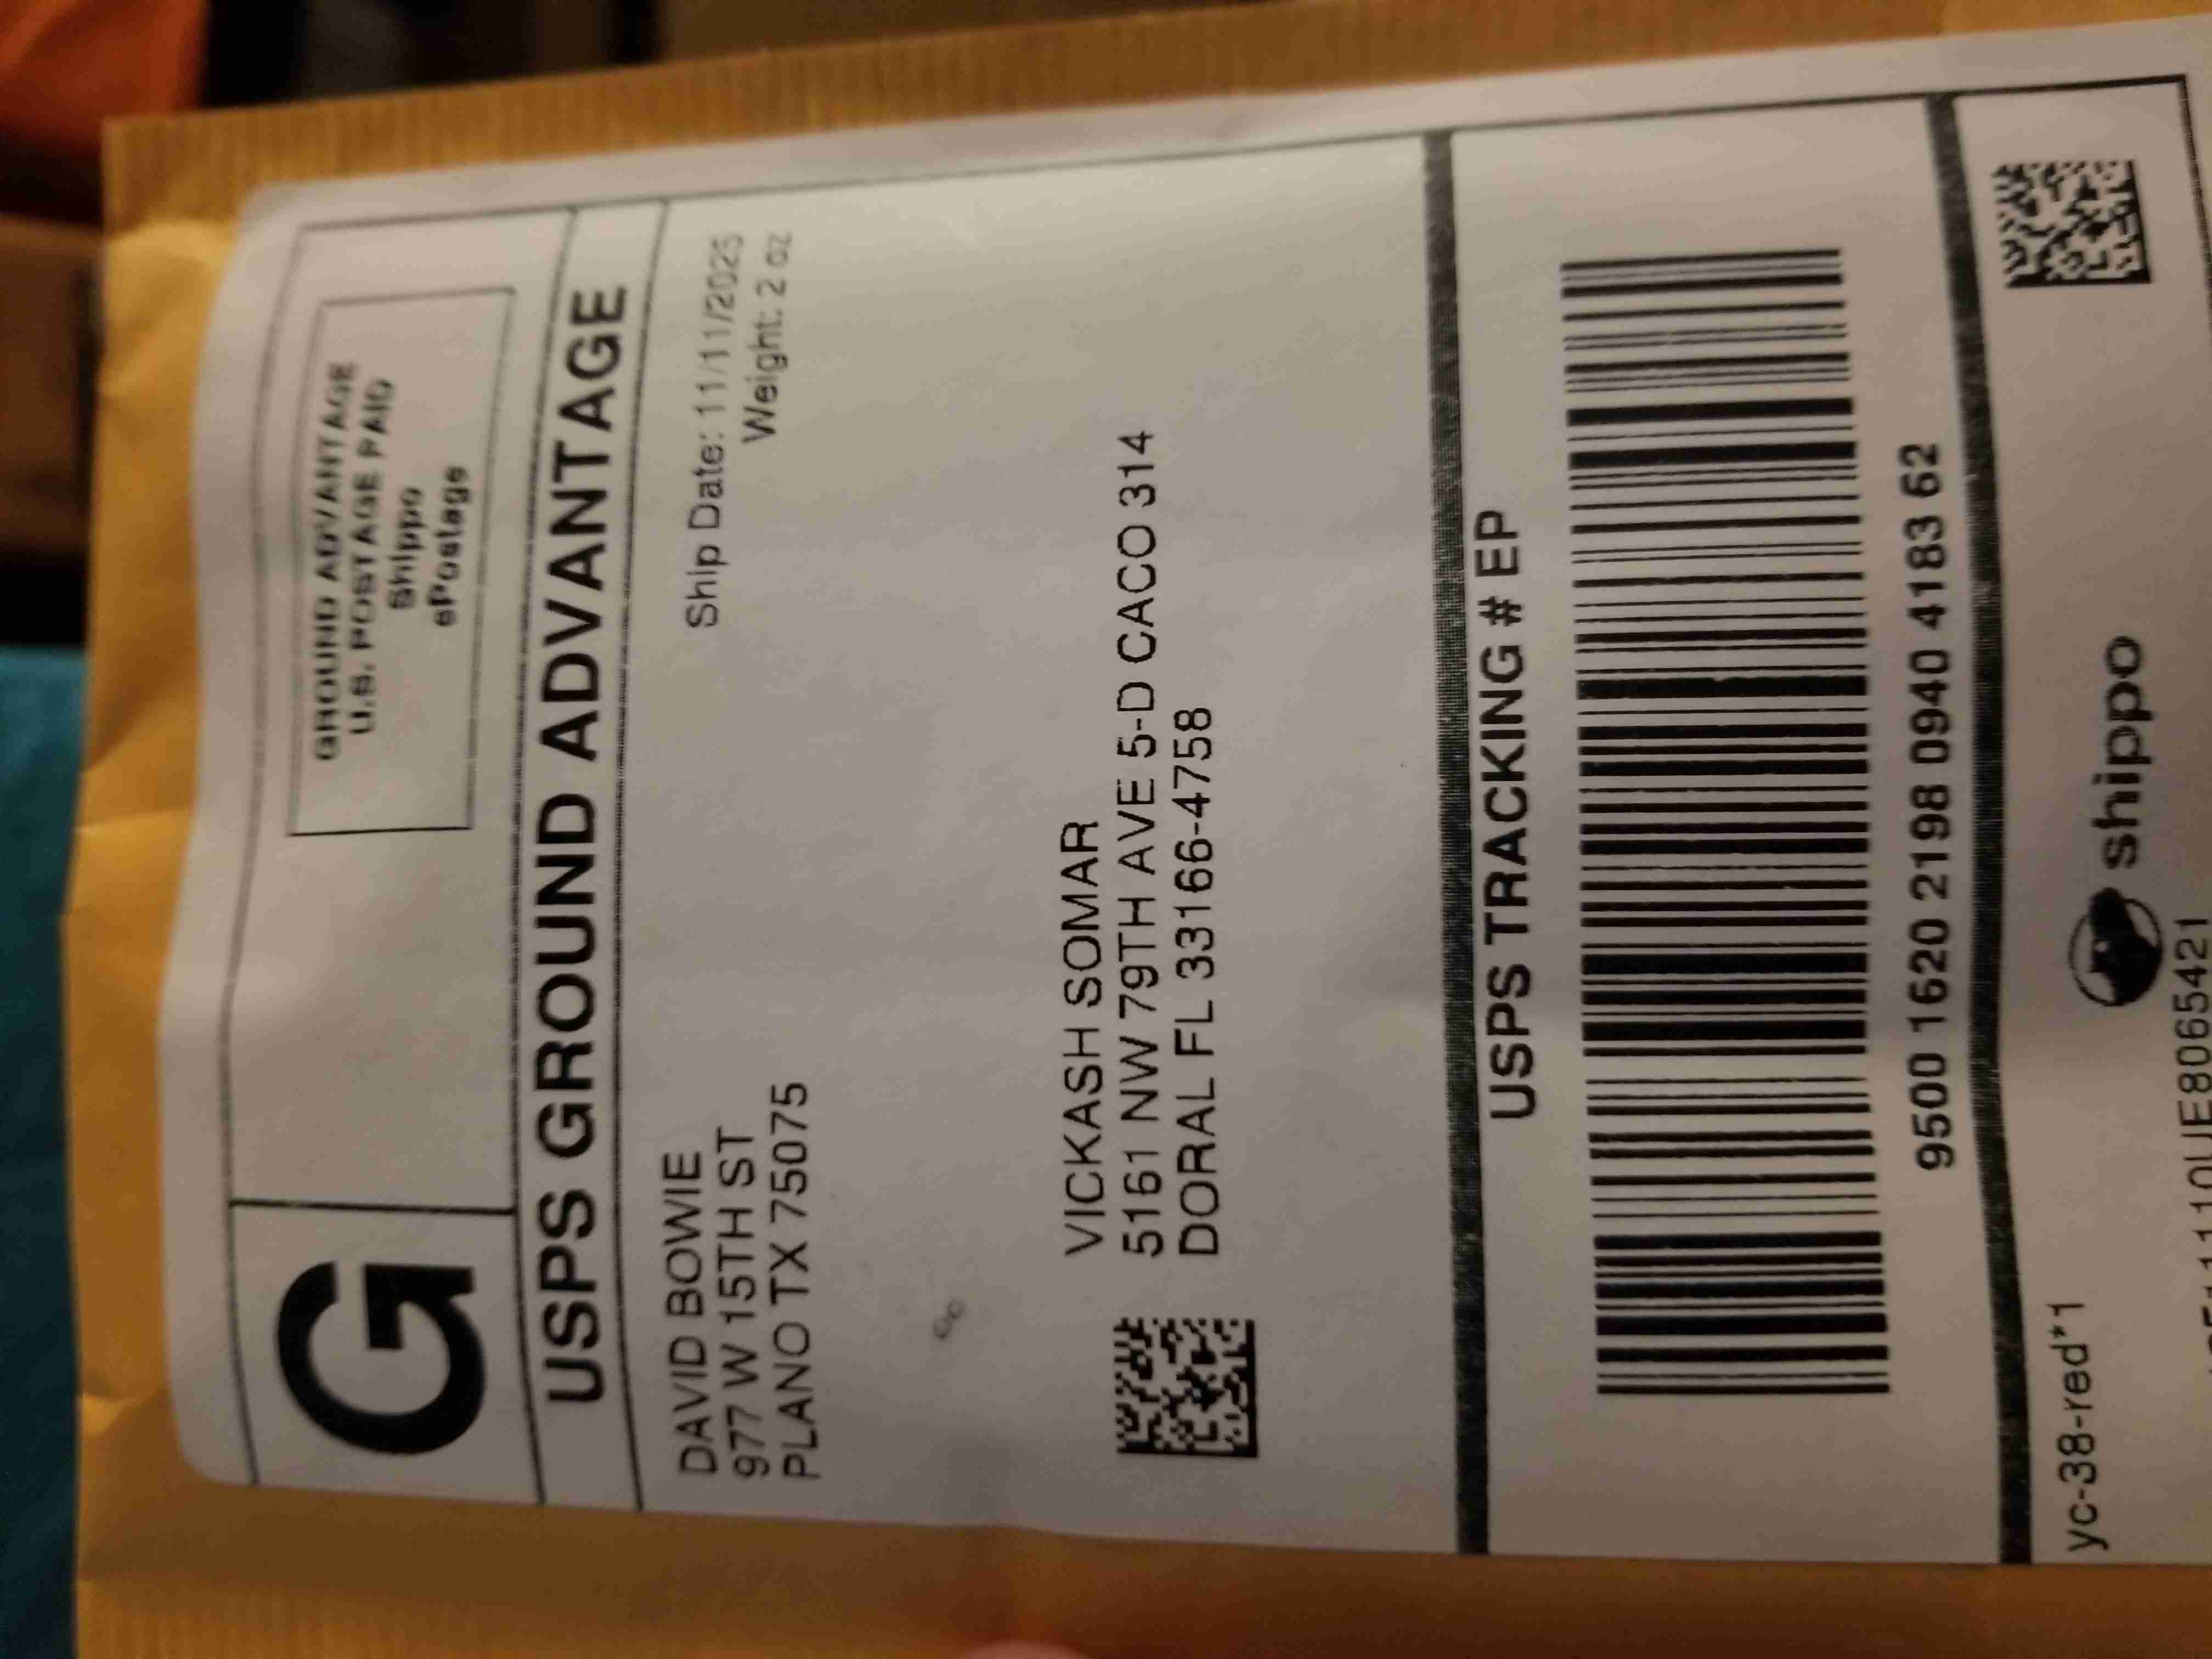 G
GROUND ADVANTAGE
U.S. POSTAGE PAID
Shippo
ePostage
USPS GROUND ADVANTAGE
DAVID BOWIE
977 W 15TH ST
PLANO TX 75075
Ship Date: 11/11/2025
Weight: 2 oz
VICKASH SOMAR
5161 NW 79TH AVE 5-D CACO 314
DORAL FL 33166-4758
USPS TRACKING # EP
9500 1620 2198 0940 4183 62
yc-38-red*1
shippo